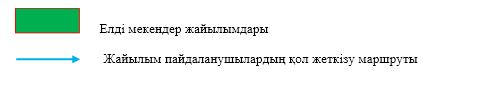 Елді мекендер жайылымдары
Жайылым пайдаланушылардың қол жеткізу маршруты